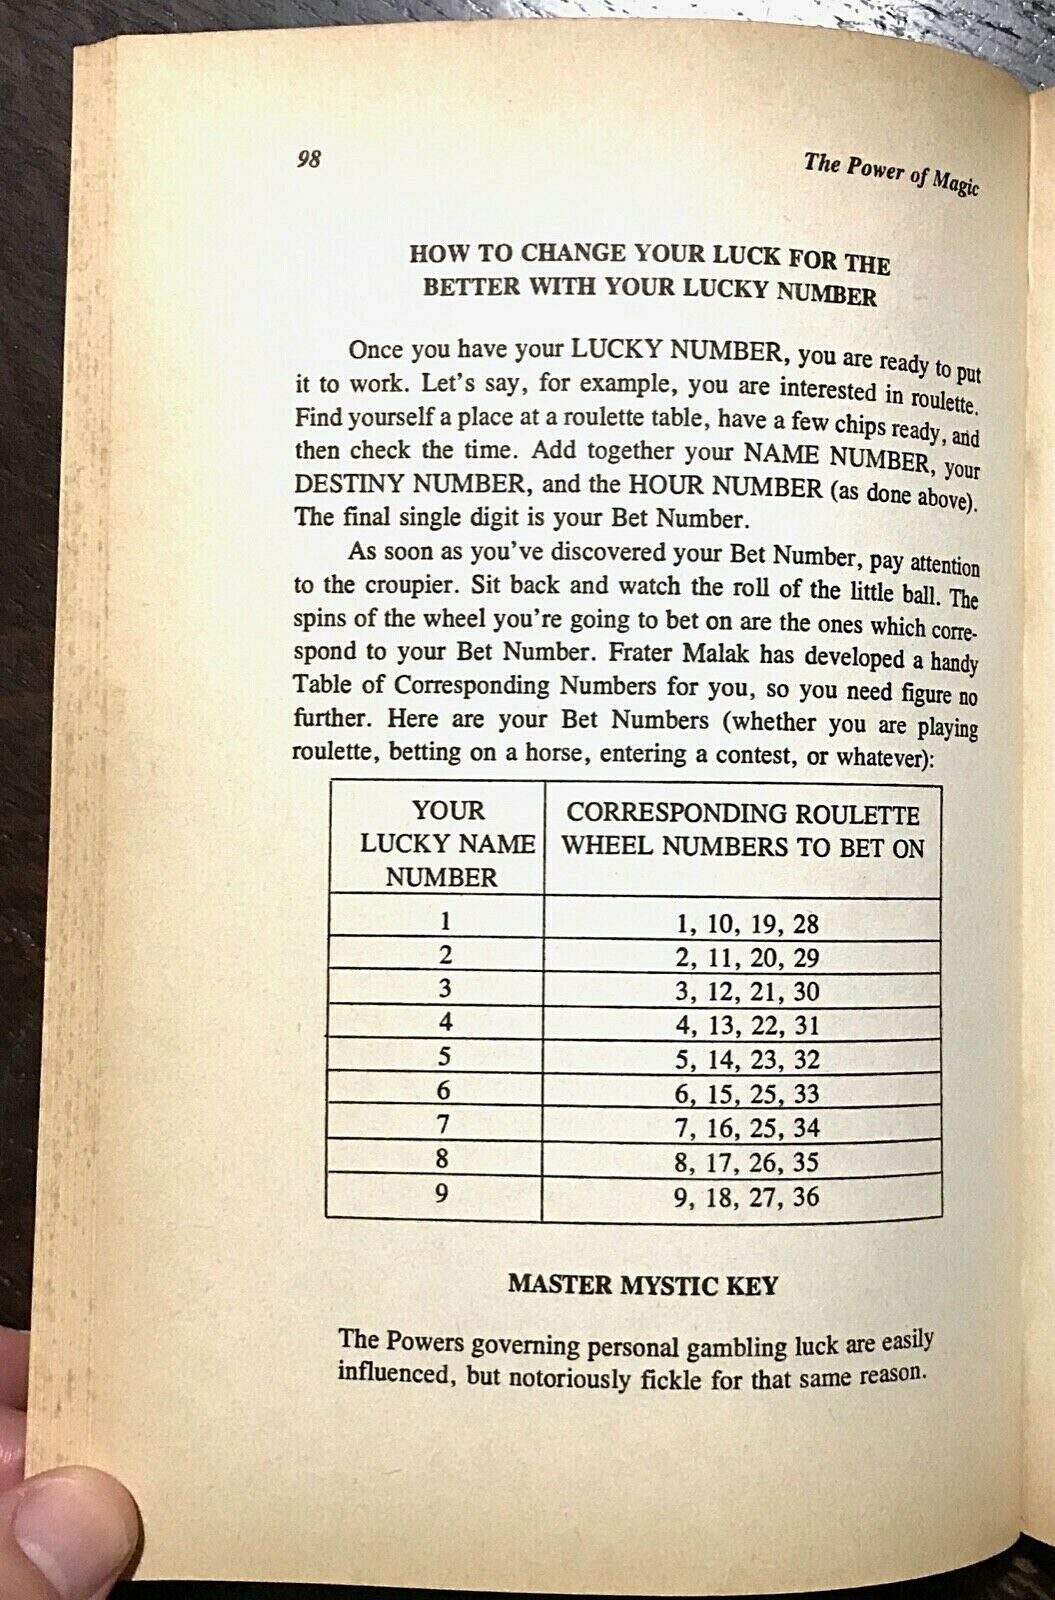 98 The Power of Magic
HOW TO CHANGE YOUR LUCK FOR THE
BETTER WITH YOUR LUCKY NUMBER
Once you have your LUCKY NUMBER, you are ready to put
it to work. Let's say, for example, you are interested in roulette.
Find yourself a place at a roulette table, have a few chips ready, and
then check the time. Add together your NAME NUMBER, your
DESTINY NUMBER, and the HOUR NUMBER (as done above).
The final single digit is your Bet Number.
As soon as you've discovered your Bet Number, pay attention
to the croupier. Sit back and watch the roll of the little ball. The
spins of the wheel you're going to bet on are the ones which corre-
spond to your Bet Number. Frater Malak has developed a handy
Table of Corresponding Numbers for you, so you need figure no
further. Here are your Bet Numbers (whether you are playing
roulette, betting on a horse, entering a contest, or whatever):
YOUR
LUCKY NAME
NUMBER
CORRESPONDING ROULETTE
WHEEL NUMBERS TO BET ON
1 1, 10, 19, 28
2 2, 11, 20, 29
3 3, 12, 21, 30
4 4, 13, 22, 31
5 5, 14, 23, 32
6 6, 15, 25, 33
7 7, 16, 25, 34
8 8, 17, 26, 35
9 9, 18, 27, 36
MASTER MYSTIC KEY
The Powers governing personal gambling luck are easily
influenced, but notoriously fickle for that same reason.